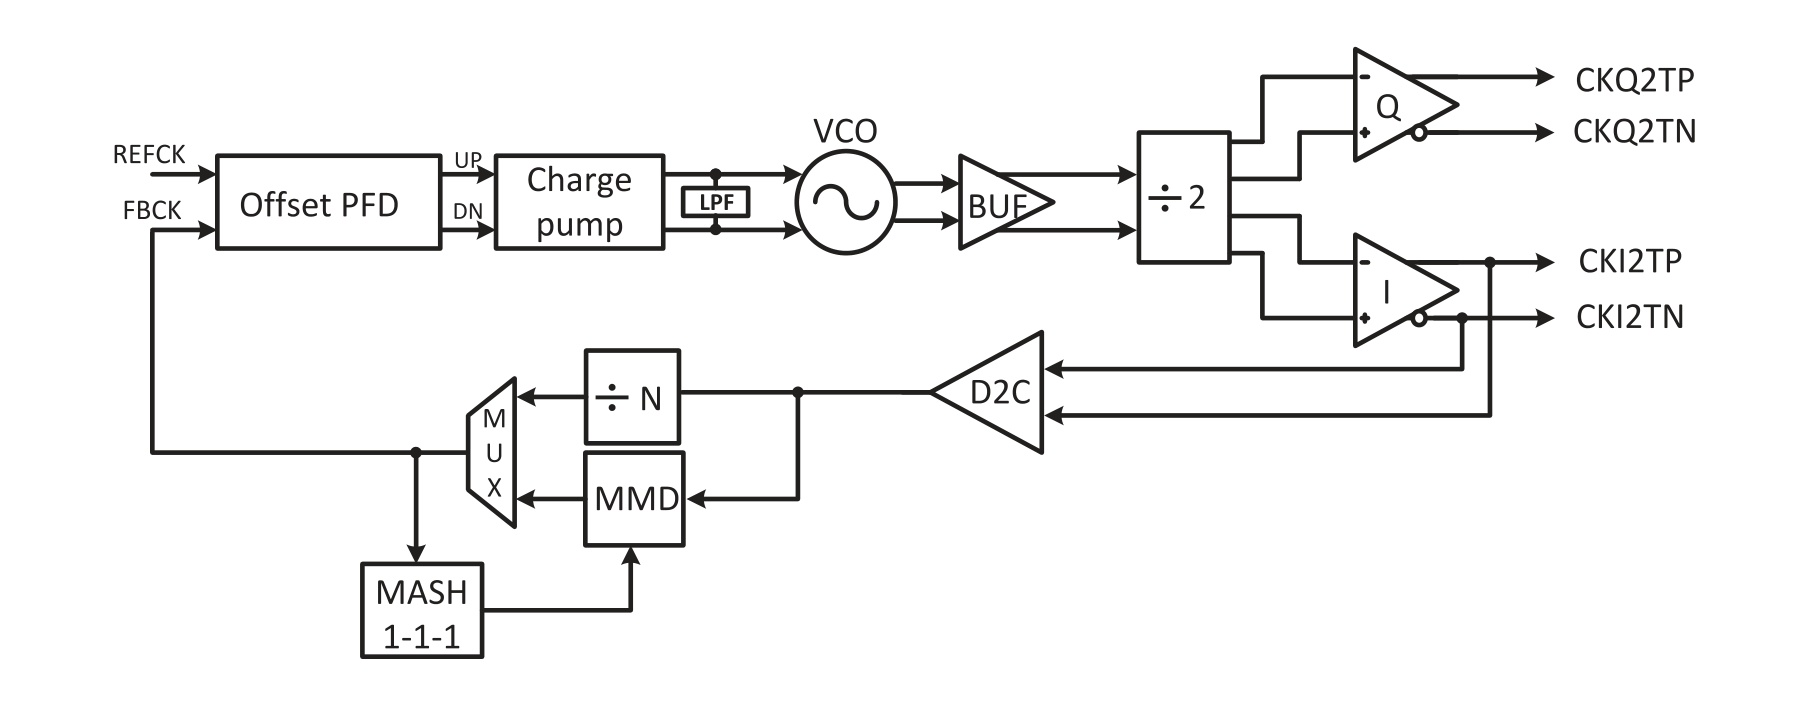 REFCK
FBCK
Offset PFD
UP
DN
Charge
pump
LPF
VCO
BUF
÷ 2
Q
-
+
CKQ2TP
CKQ2TN
I
-
+
CKI2TP
CKI2TN
D2C
÷ N
MMD
M
U
X
MASH
1-1-1